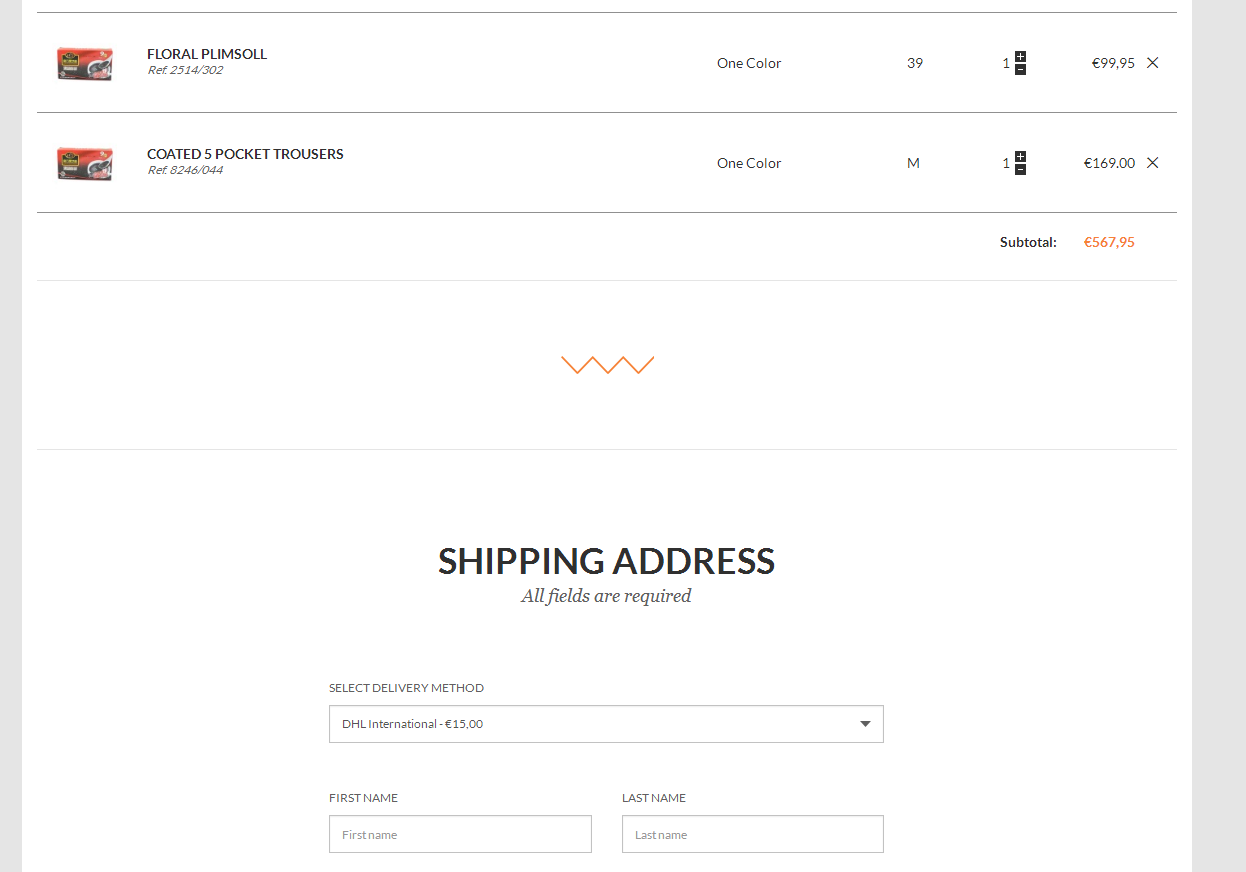 FLORAL PLIMSOLL
Ref. 2514/302
One Color
39
1
€99,95
COATED 5 POCKET TROUSERS
Ref. 8246/044
One Color
M
1
€169.00
Subtotal: €567,95
SHIPPING ADDRESS
All fields are required
SELECT DELIVERY METHOD
DHL International - €15,00
FIRST NAME
LAST NAME
First name
Last name